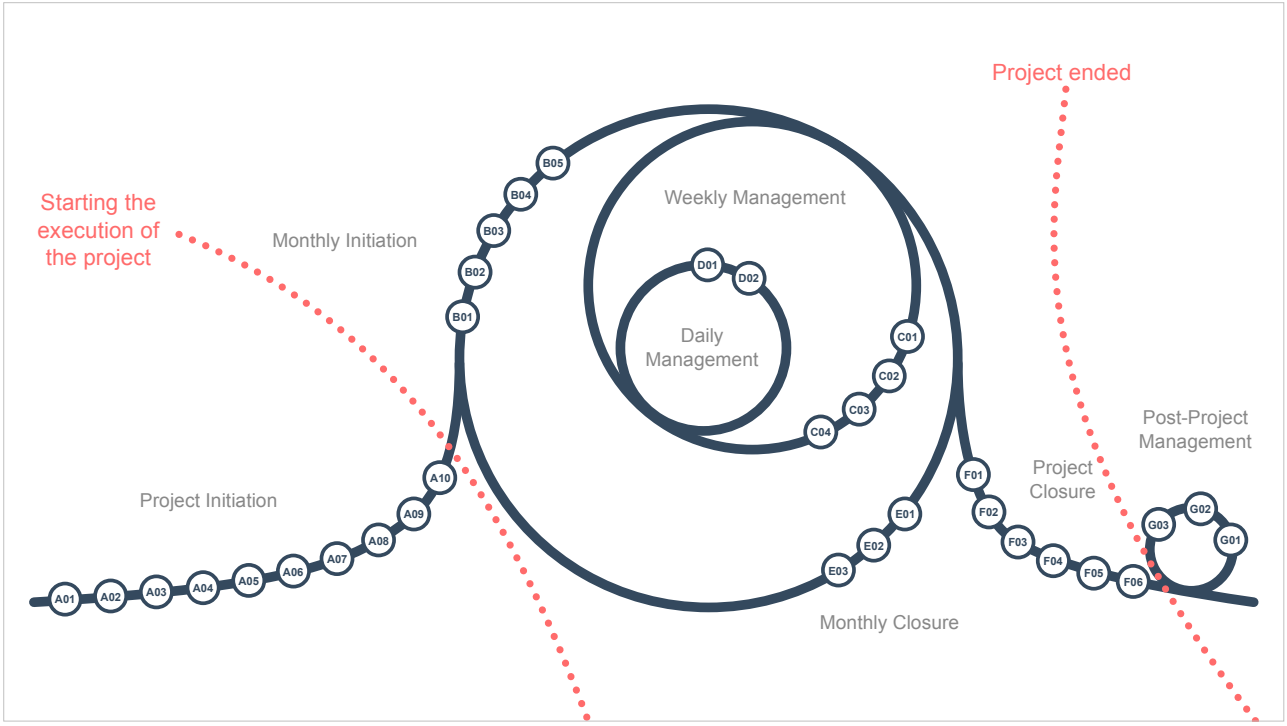 Project ended
Starting the
execution of
the project
Monthly Initiation
Weekly Management
Daily
Management
Post-Project
Management
Project
Closure
Project Initiation
Monthly Closure
A01
A02
A03
A04
A05
A06
A07
A08
A09
A10
B01
B02
B03
B04
B05
C01
C02
C03
C04
D01
D02
E01
E02
E03
F01
F02
F03
F04
F05
F06
G01
G02
G03